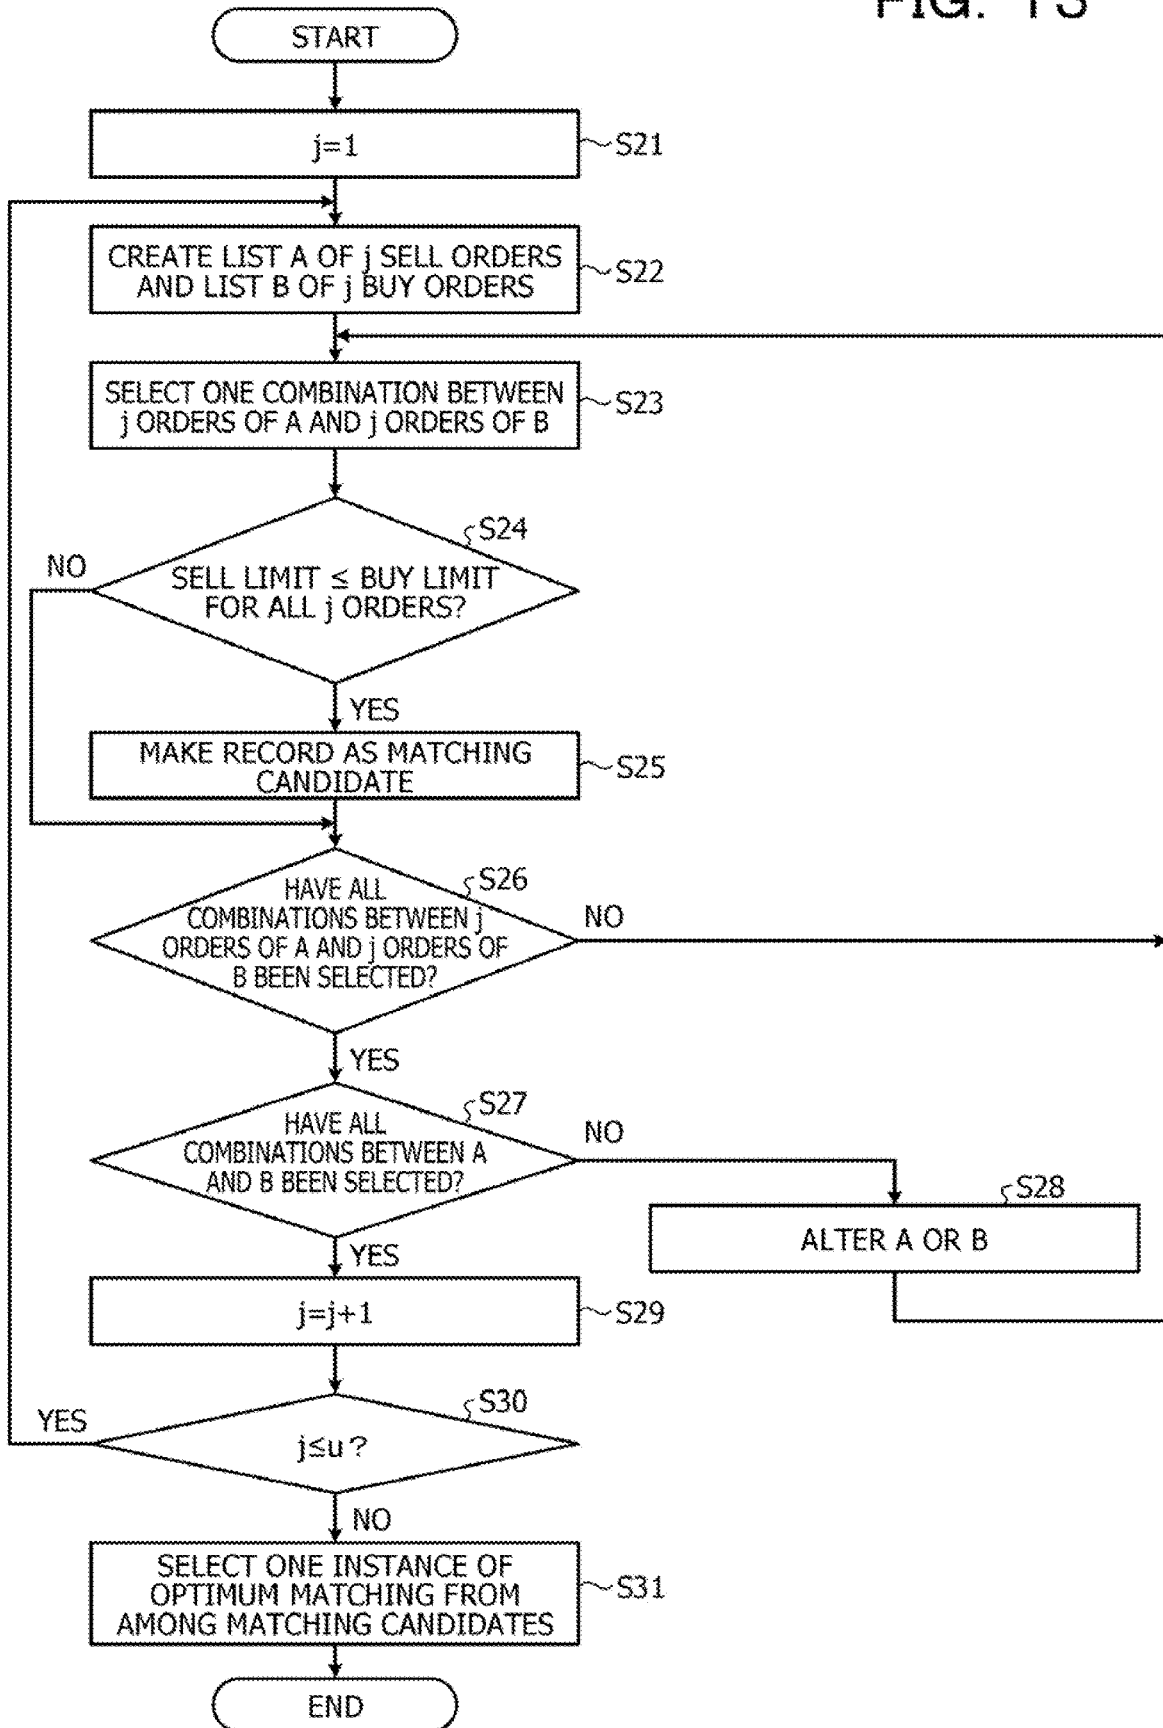 FIG. 13
START
j=1
S21
CREATE LIST A OF j SELL ORDERS
AND LIST B OF j BUY ORDERS
S22
SELECT ONE COMBINATION BETWEEN
j ORDERS OF A AND j ORDERS OF B
S23
S24
NO
SELL LIMIT ≤ BUY LIMIT
FOR ALL j ORDERS?
YES
MAKE RECORD AS MATCHING
CANDIDATE
S25
S26
HAVE ALL
COMBINATIONS BETWEEN j
ORDERS OF A AND j ORDERS OF
B BEEN SELECTED?
NO
YES
S27
HAVE ALL
COMBINATIONS BETWEEN A
AND B BEEN SELECTED?
NO
S28
ALTER A OR B
YES
j=j+1
S29
S30
YES
j≤u?
NO
SELECT ONE INSTANCE OF
OPTIMUM MATCHING FROM
AMONG MATCHING CANDIDATES
S31
END